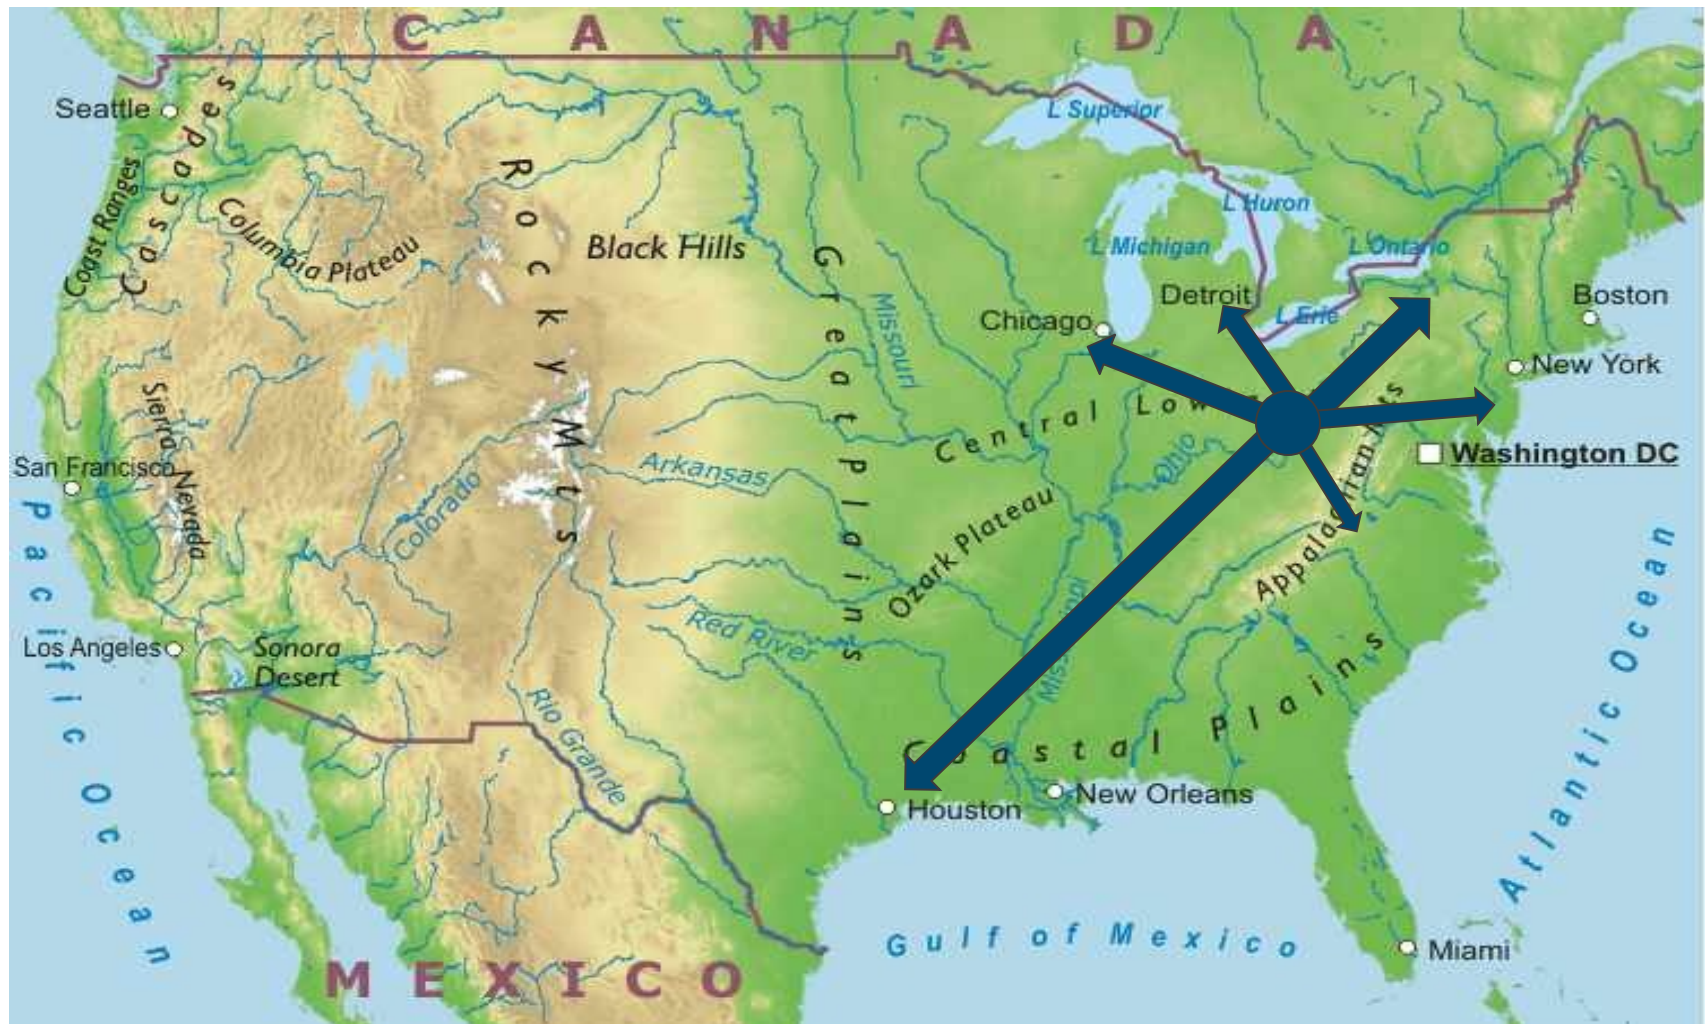 C A N A D A
Seattle
Cascades
Coast Ranges
Columbia Plateau
Rocky Mts
Black Hills
Great Plains
Missouri
L Superior
L Huron
L Michigan
L Ontario
L Erie
Detroit
Chicago
Boston
New York
Washington DC
Central
Ohio
Appalachian Mts
Ozark Plateau
Arkansas
Colorado
Sierra Nevada
San Francisco
Pacific Ocean
Los Angeles
Sonora
Desert
Red River
Rio Grande
Coastal Plains
Houston
New Orleans
Miami
Gulf of Mexico
Atlantic Ocean
MEXICO